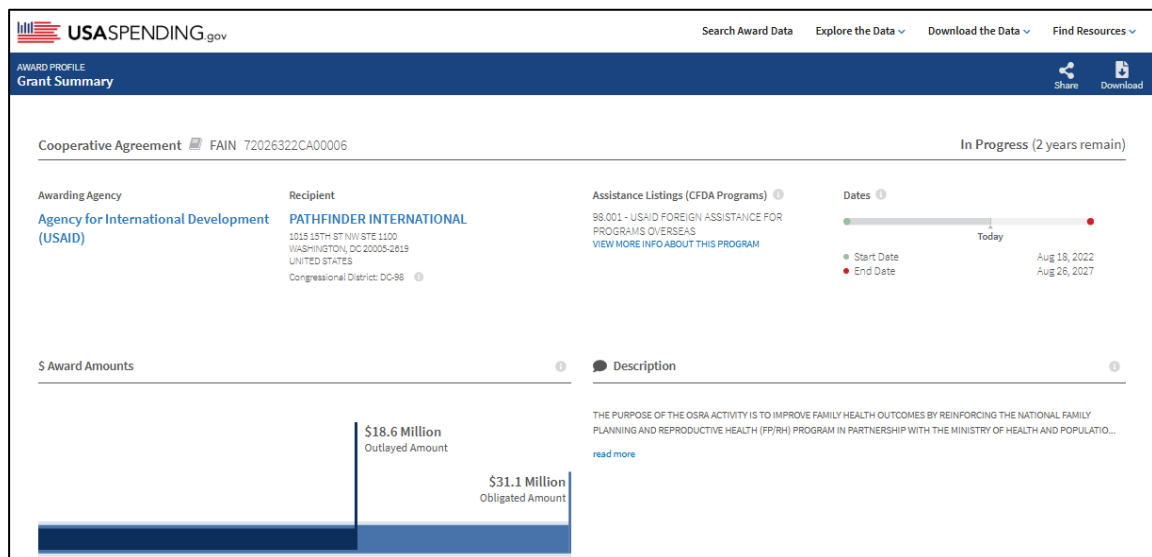 USASPENDING.gov
Search Award Data Explore the Data Download the Data Find Resources
AWARD PROFILE
Grant Summary
Share Download
Cooperative Agreement FAIN 72026322CA00006
In Progress (2 years remain)
Awarding Agency
Agency for International Development
(USAID)
Recipient
PATHFINDER INTERNATIONAL
1015 15TH ST NW STE 1100
WASHINGTON, DC 20005-2619
UNITED STATES
Congressional District: DC-98
Assistance Listings (CFDA Programs)
98.001 - USAID FOREIGN ASSISTANCE FOR
PROGRAMS OVERSEAS
VIEW MORE INFO ABOUT THIS PROGRAM
Dates
Today
Start Date Aug 18, 2022
End Date Aug 26, 2027
$ Award Amounts
$18.6 Million
Outlayed Amount
$31.1 Million
Obligated Amount
Description
THE PURPOSE OF THE OSRA ACTIVITY IS TO IMPROVE FAMILY HEALTH OUTCOMES BY REINFORCING THE NATIONAL FAMILY
PLANNING AND REPRODUCTIVE HEALTH (FP/RH) PROGRAM IN PARTNERSHIP WITH THE MINISTRY OF HEALTH AND POPULATIO...
read more